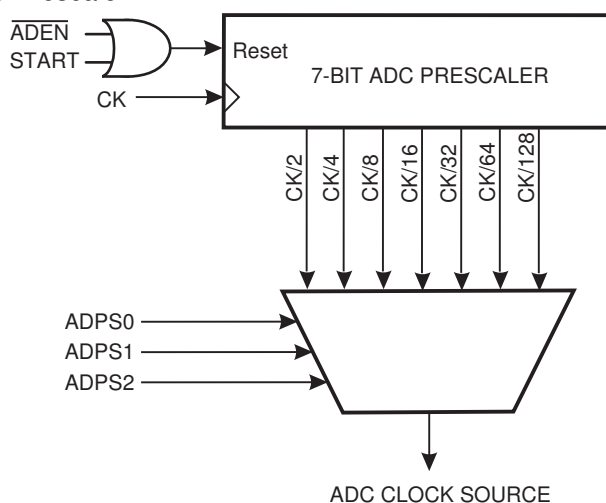 ADEN
START
Reset
7-BIT ADC PRESCALER
CK
CK/2
CK/4
CK/8
CK/16
CK/32
CK/64
CK/128
ADPS0
ADPS1
ADPS2
ADC CLOCK SOURCE